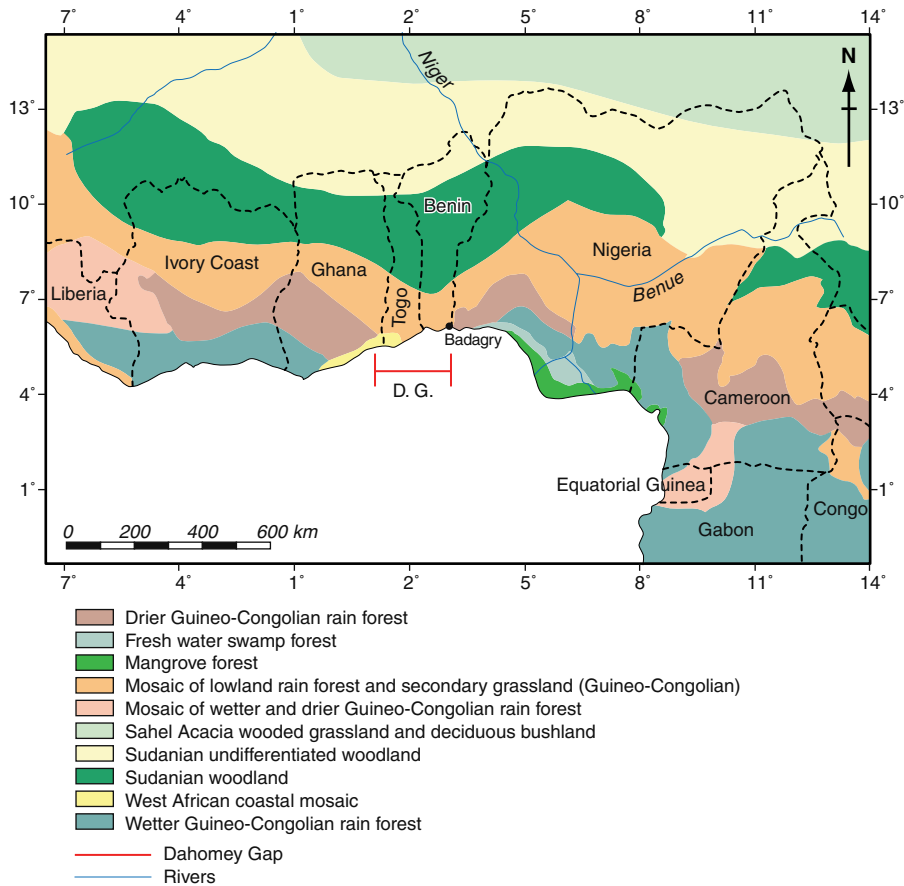 7° 4° 1° 2° 5° 8° 11° 14°
N
Niger
13°
10° 10°
Benin
Nigeria
Ivory Coast
Ghana
Benue
Liberia
7° 7°
Togo
Badagry
4° 4°
D. G.
Cameroon
Equatorial Guinea
1° 1°
Congo
Gabon
0 200 400 600 km
7° 4° 1° 2° 5° 8° 11° 14°
Drier Guineo-Congolian rain forest
Fresh water swamp forest
Mangrove forest
Mosaic of lowland rain forest and secondary grassland (Guineo-Congolian)
Mosaic of wetter and drier Guineo-Congolian rain forest
Sahel Acacia wooded grassland and deciduous bushland
Sudanian undifferentiated woodland
Sudanian woodland
West African coastal mosaic
Wetter Guineo-Congolian rain forest
Dahomey Gap
Rivers